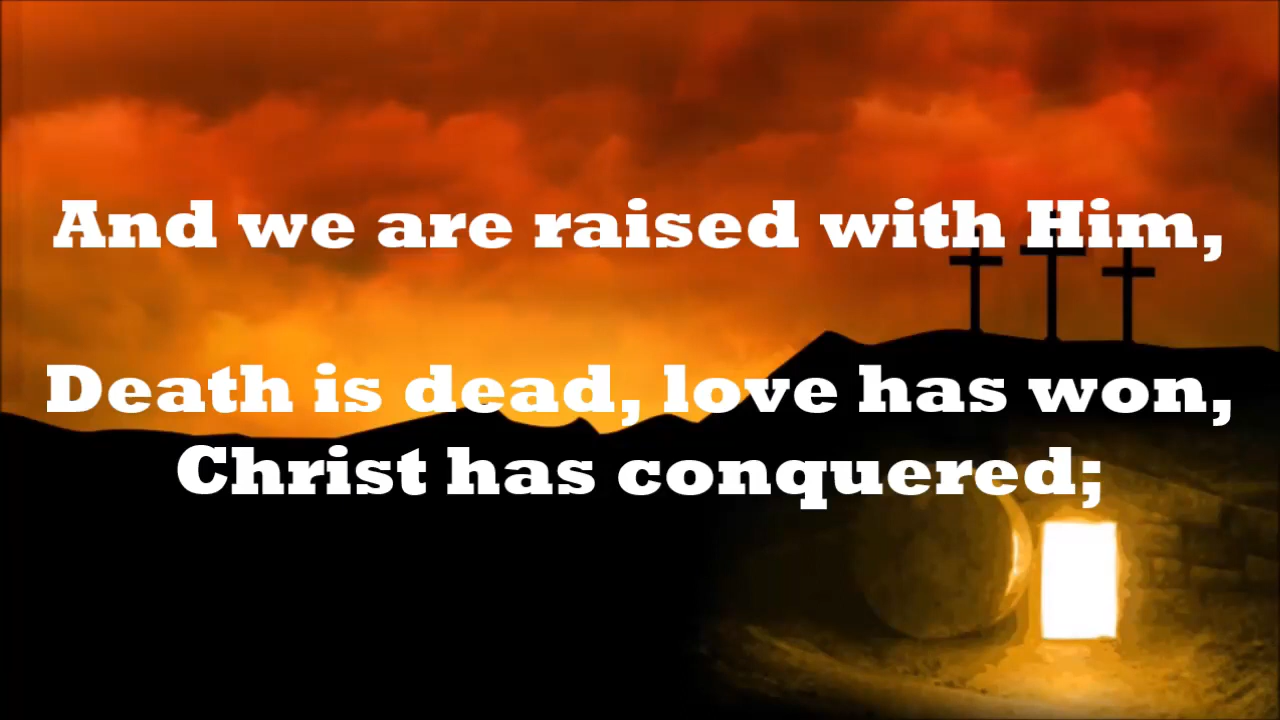 And we are raised with Him,
Death is dead, love has won,
Christ has conquered;